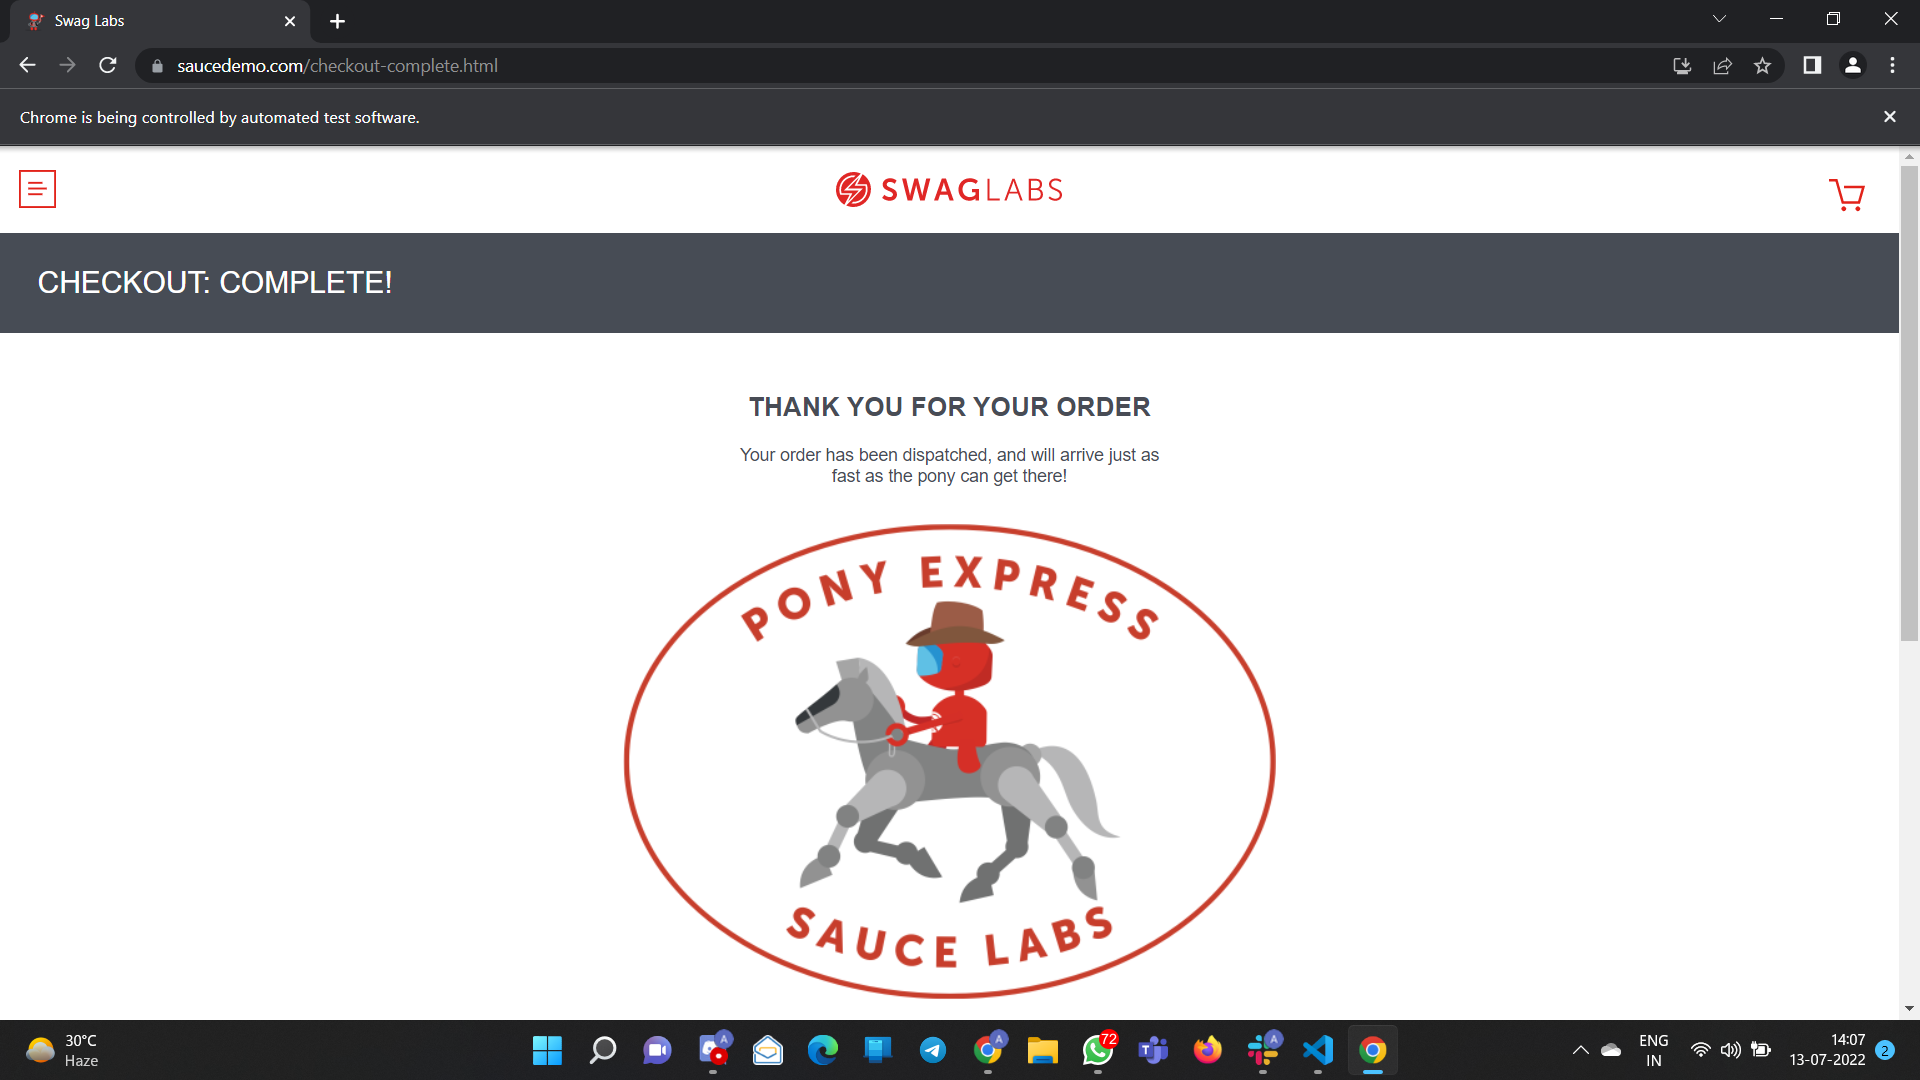 Swag Labs
saucedemo.com/checkout-complete.html
Chrome is being controlled by automated test software.
SWAGLABS
CHECKOUT: COMPLETE!
THANK YOU FOR YOUR ORDER
Your order has been dispatched, and will arrive just as
fast as the pony can get there!
PONY EXPRESS
SAUCE LABS
30°C
Haze
A
A
72
T
A
ENG
IN
14:07
13-07-2022
2